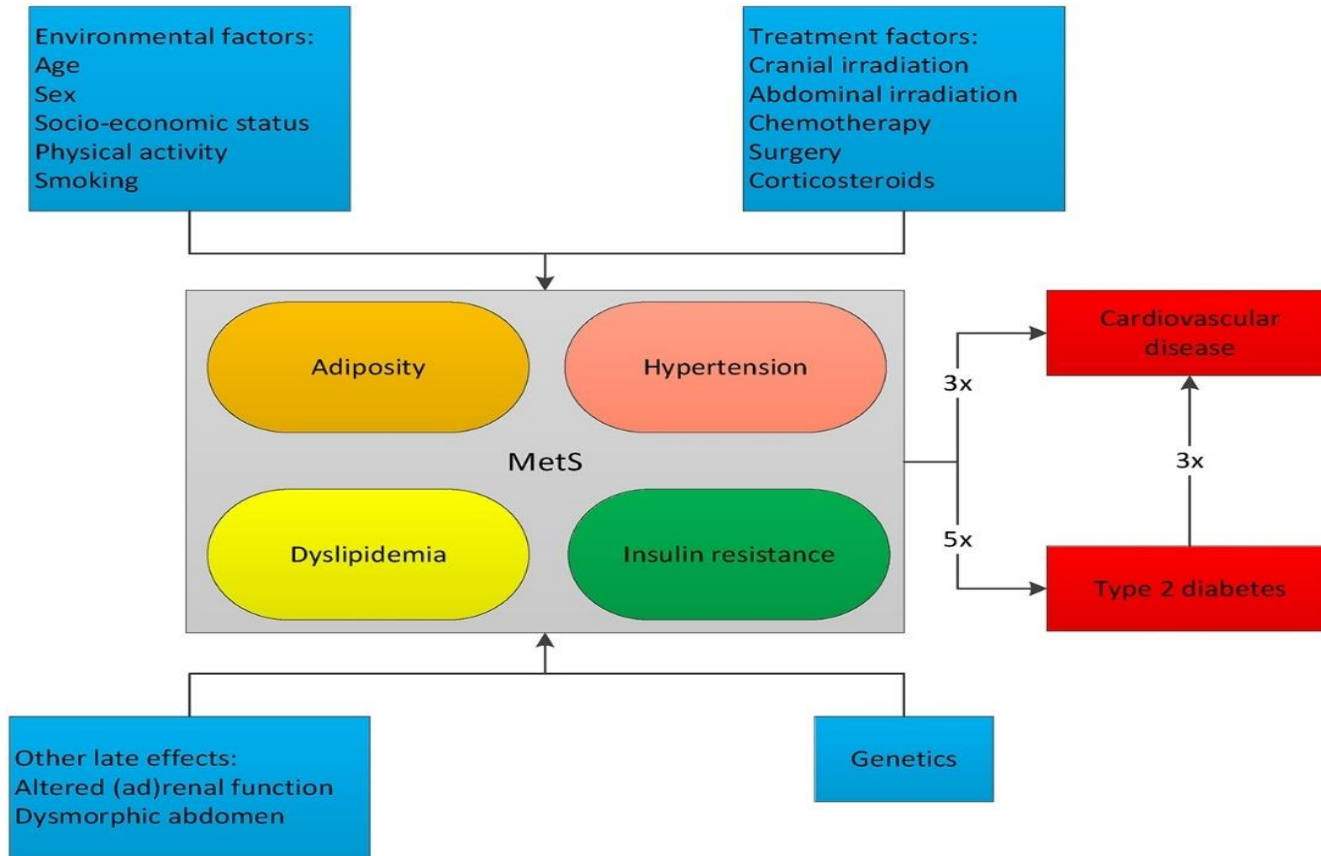 Environmental factors:
Age
Sex
Socio-economic status
Physical activity
Smoking
Treatment factors:
Cranial irradiation
Abdominal irradiation
Chemotherapy
Surgery
Corticosteroids
Adiposity
Hypertension
MetS
Dyslipidemia
Insulin resistance
3x
5x
Cardiovascular
disease
3x
Type 2 diabetes
Other late effects:
Altered (ad)renal function
Dysmorphic abdomen
Genetics